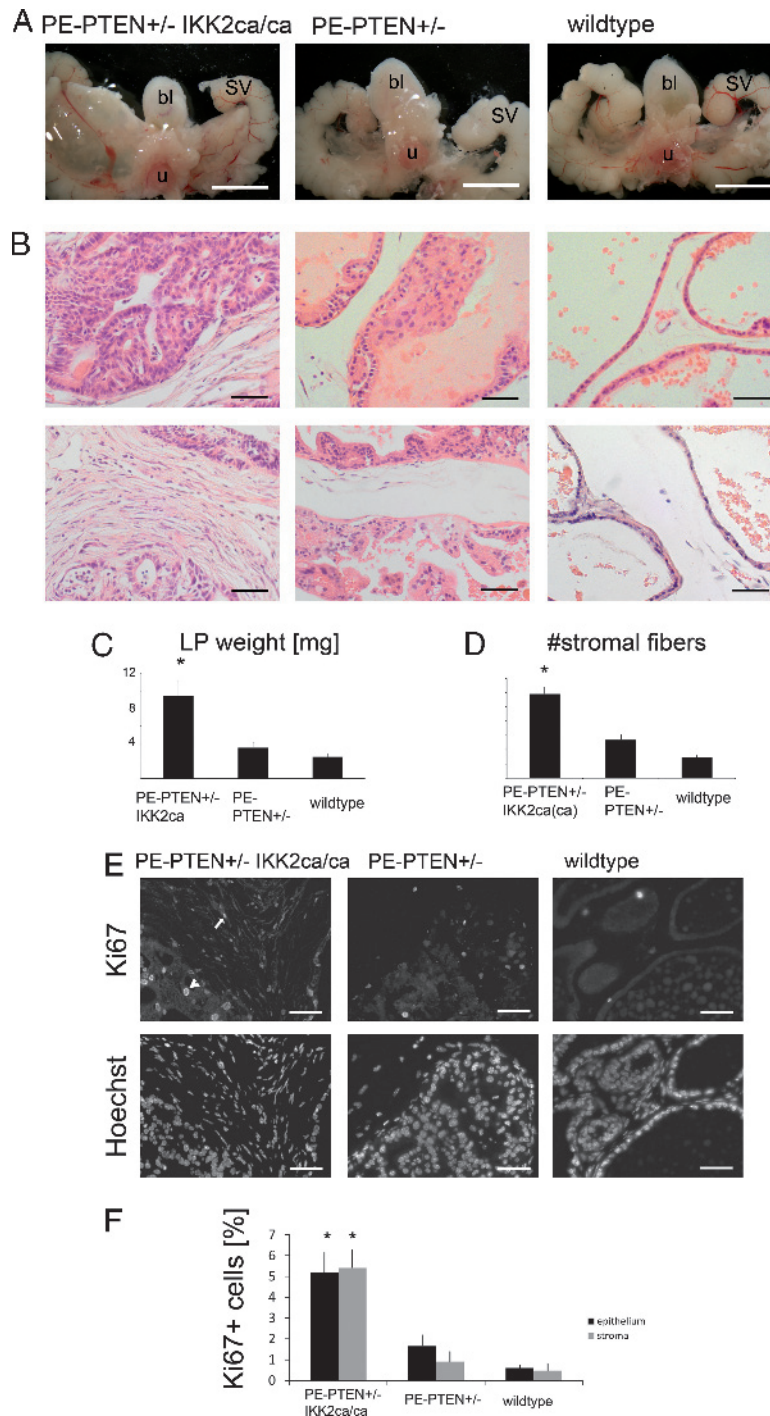 A PE-PTEN+/- IKK2ca/ca PE-PTEN+/- wildtype
bl SV u
bl SV u
bl SV u
B
C LP weight [mg]
*
12
8
4
PE-PTEN+/- IKK2ca
PE-PTEN+/-
wildtype
D #stromal fibers
*
PE-PTEN+/- IKK2ca(ca)
PE-PTEN+/-
wildtype
E PE-PTEN+/- IKK2ca/ca PE-PTEN+/- wildtype
Ki67
Hoechst
F
Ki67+ cells [%]
7
6
5
4
3
2
1
0
* *
PE-PTEN+/- IKK2ca/ca
PE-PTEN+/-
wildtype
epithelium
stroma